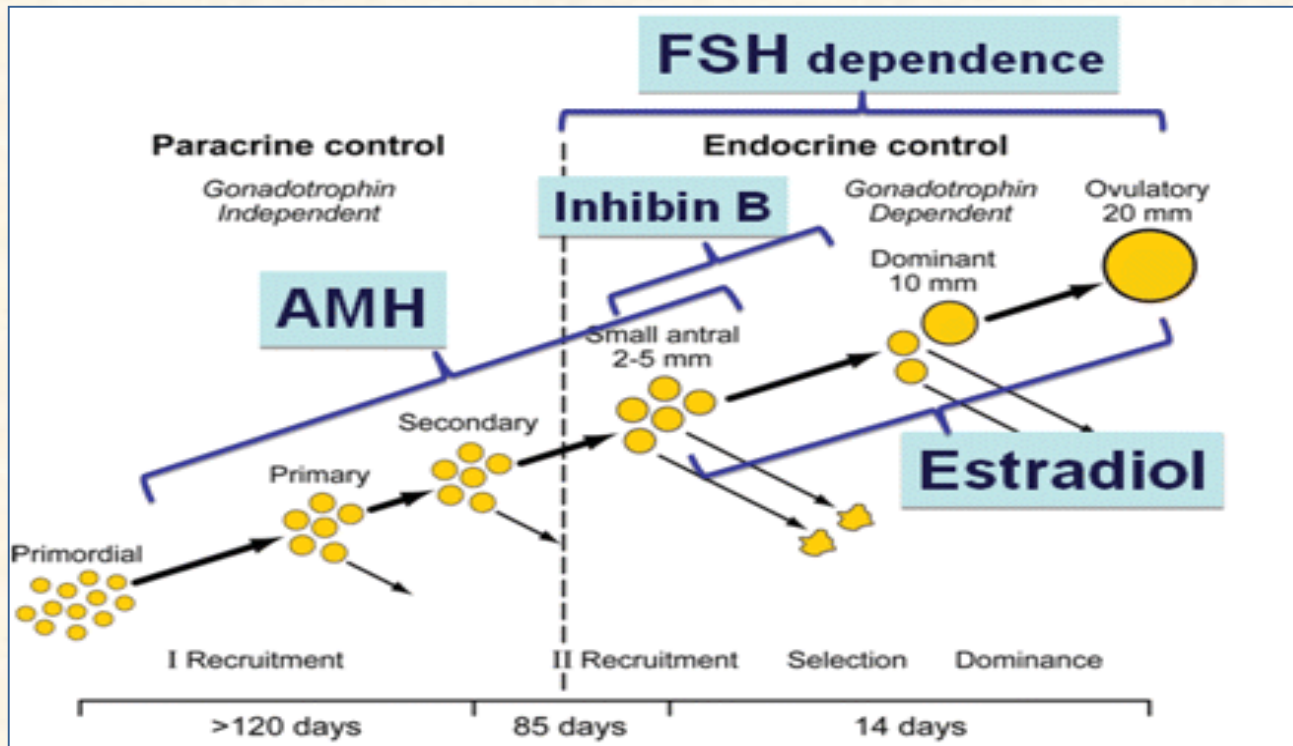 FSH dependence
Paracrine control
Endocrine control
Gonadotrophin
Independent
Inhibin B
Gonadotrophin
Dependent
Ovulatory
20 mm
AMH
Dominant
10 mm
Small antral
2-5 mm
Secondary
Estradiol
Primary
Primordial
I Recruitment
II Recruitment
Selection
Dominance
>120 days
85 days
14 days